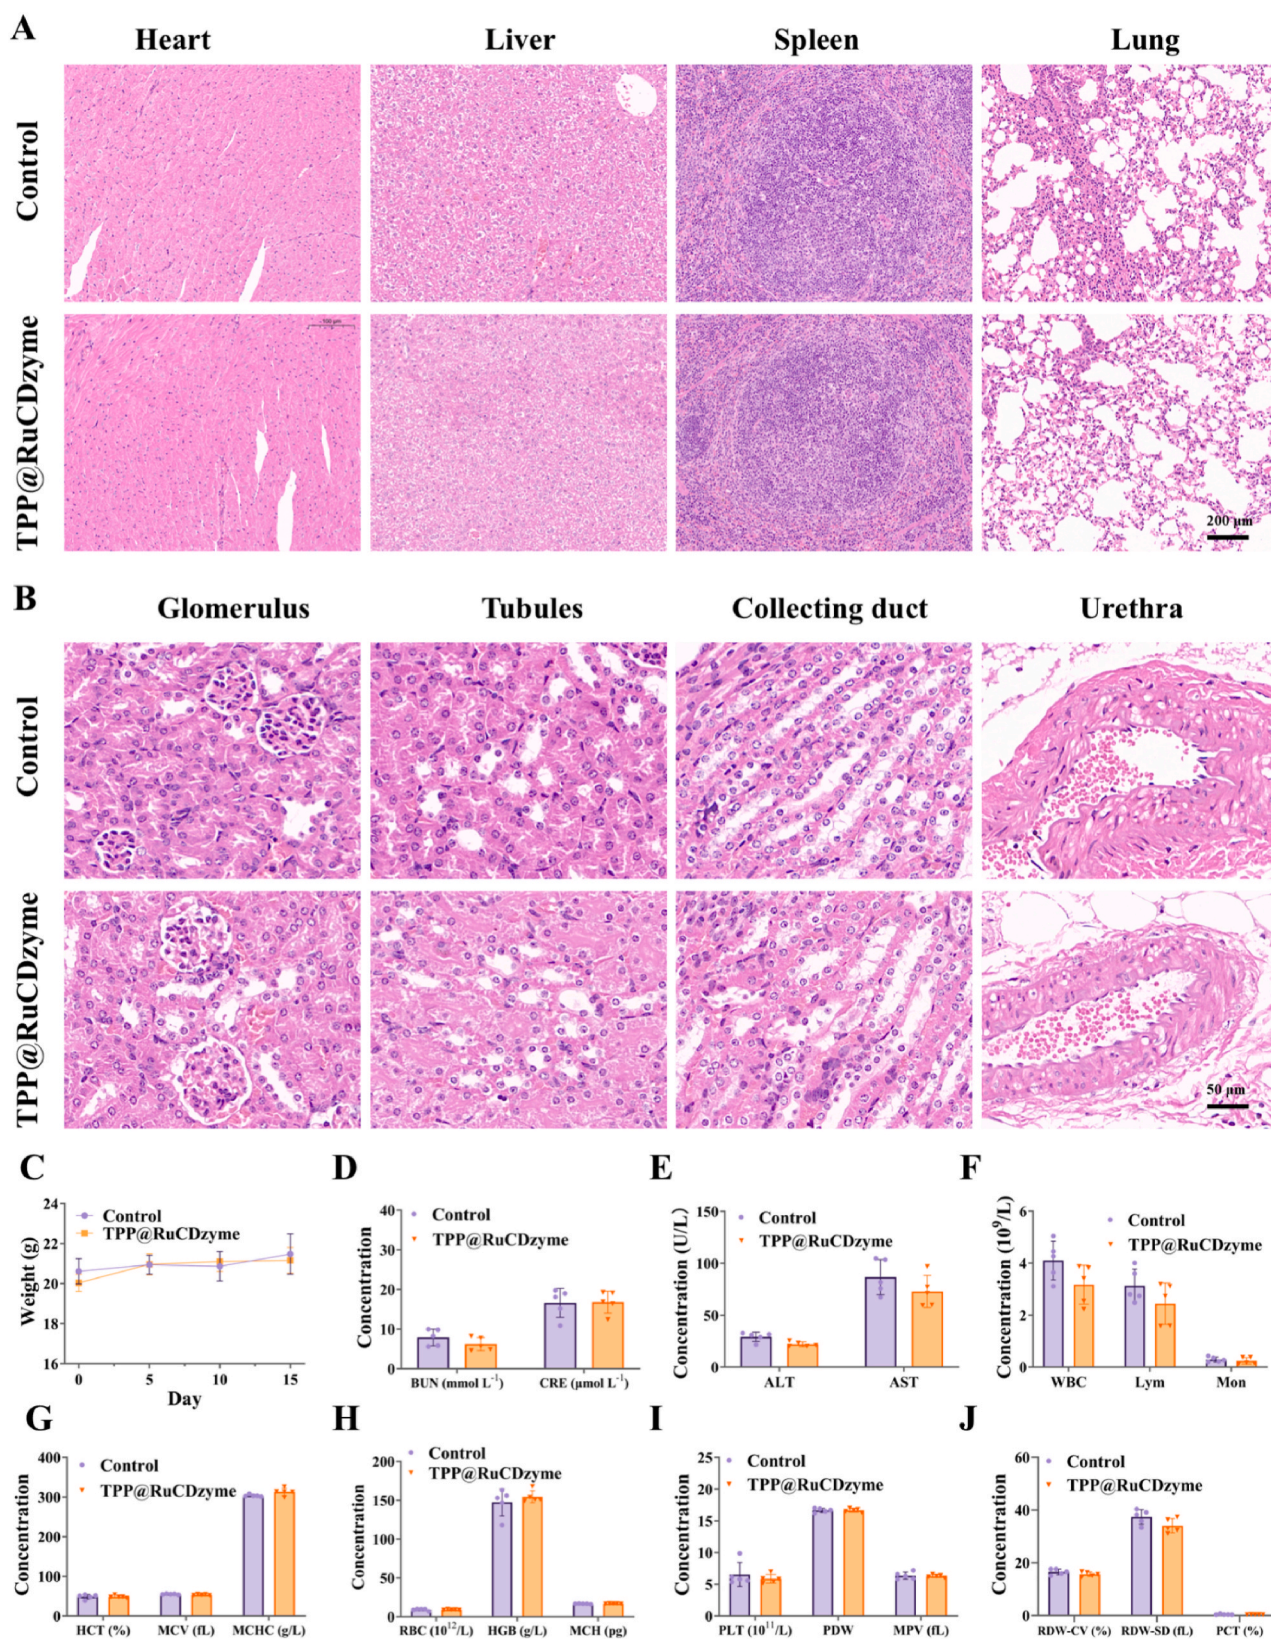 A
Heart Liver Spleen Lung
Control
TPP@RuCDzyme
100 μm
200 μm
B
Glomerulus Tubules Collecting duct Urethra
Control
TPP@RuCDzyme
50 μm
C
Weight (g)
24
22
20
18
16
Control
TPP@RuCDzyme
0 5 10 15
Day
D
Concentration
40
30
20
10
0
Control
TPP@RuCDzyme
BUN (mmol L⁻¹) CRE (μmol L⁻¹)
E
Concentration (U/L)
150
100
50
0
Control
TPP@RuCDzyme
ALT AST
F
Concentration (10⁹/L)
6
4
2
0
Control
TPP@RuCDzyme
WBC Lym Mon
G
Concentration
400
300
200
100
0
Control
TPP@RuCDzyme
HCT (%) MCV (fL) MCHC (g/L)
H
Concentration
200
150
100
50
0
Control
TPP@RuCDzyme
RBC (10¹²/L) HGB (g/L) MCH (pg)
I
Concentration
25
20
15
10
5
0
Control
TPP@RuCDzyme
PLT (10¹¹/L) PDW MPV (fL)
J
Concentration
60
40
20
0
Control
TPP@RuCDzyme
RDW-CV (%) RDW-SD (fL) PCT (%)